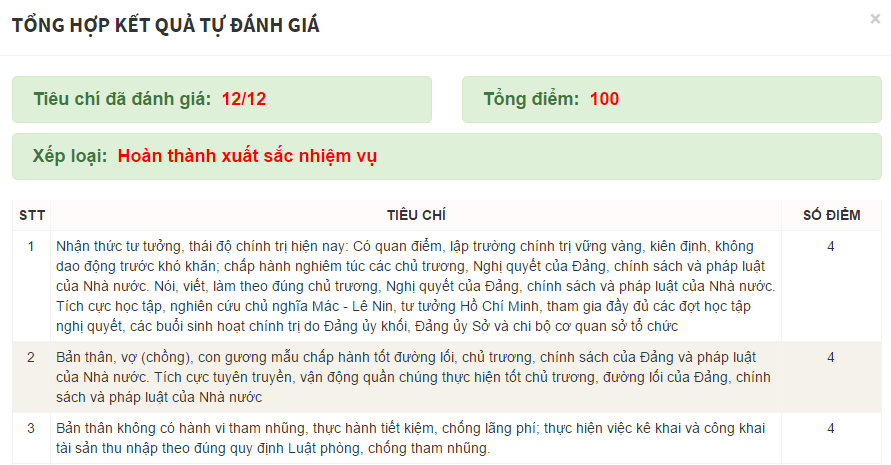 TỔNG HỢP KẾT QUẢ TỰ ĐÁNH GIÁ ×
Tiêu chí đã đánh giá: 12/12 Tổng điểm: 100
Xếp loại: Hoàn thành xuất sắc nhiệm vụ
STT TIÊU CHÍ SỐ ĐIỂM
1 Nhận thức tư tưởng, thái độ chính trị hiện nay: Có quan điểm, lập trường chính trị vững vàng, kiên định, không 4
dao động trước khó khăn; chấp hành nghiêm túc các chủ trương, Nghị quyết của Đảng, chính sách và pháp luật
của Nhà nước. Nói, viết, làm theo đúng chủ trương, Nghị quyết của Đảng, chính sách và pháp luật của Nhà nước.
Tích cực học tập, nghiên cứu chủ nghĩa Mác - Lê Nin, tư tưởng Hồ Chí Minh, tham gia đầy đủ các đợt học tập
nghị quyết, các buổi sinh hoạt chính trị do Đảng ủy khối, Đảng ủy Sở và chi bộ cơ quan sở tổ chức
2 Bản thân, vợ (chồng), con gương mẫu chấp hành tốt đường lối, chủ trương, chính sách của Đảng và pháp luật 4
của Nhà nước. Tích cực tuyên truyền, vận động quần chúng thực hiện tốt chủ trương, đường lối của Đảng, chính
sách và pháp luật của Nhà nước
3 Bản thân không có hành vi tham nhũng, thực hành tiết kiệm, chống lãng phí; thực hiện việc kê khai và công khai 4
tài sản thu nhập theo đúng quy định Luật phòng, chống tham nhũng.